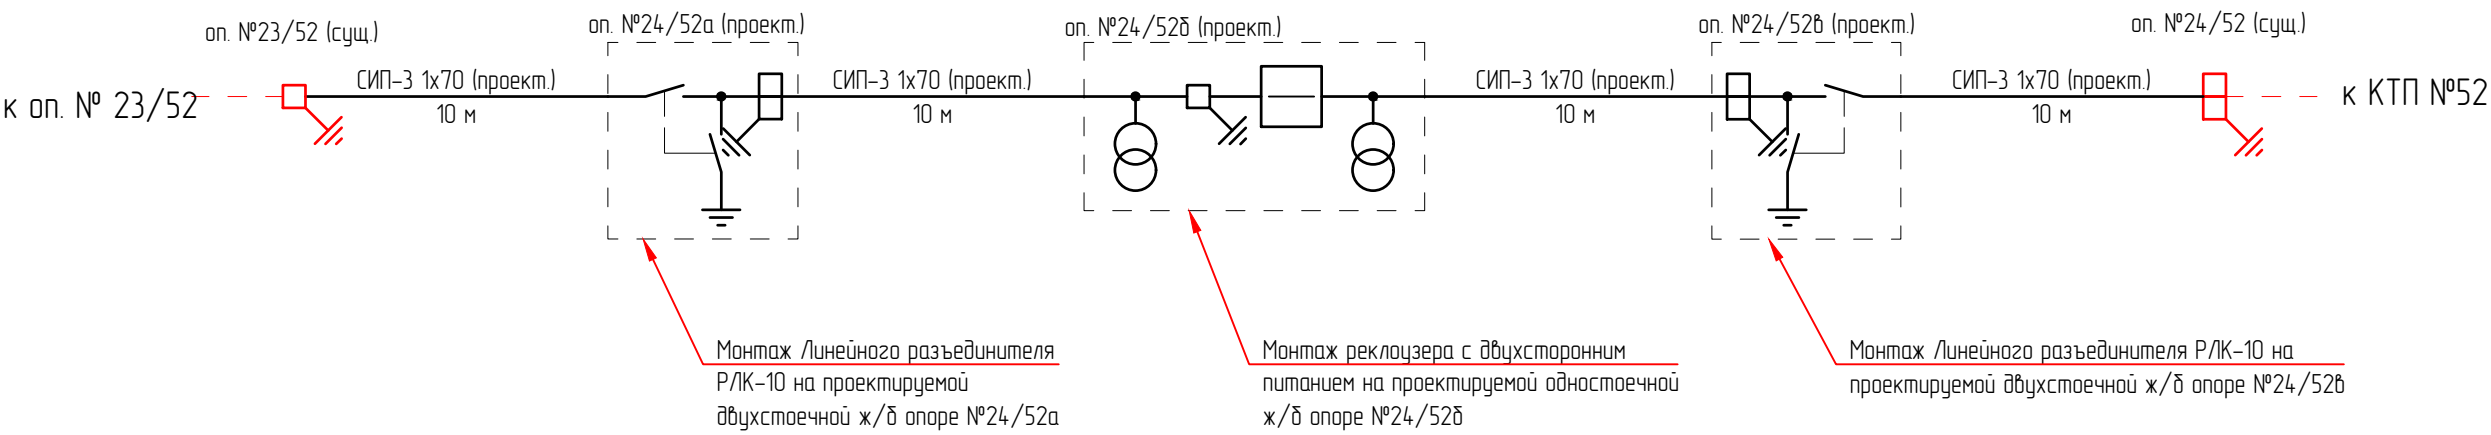 оп. №23/52 (сущ.)
оп. №24/52а (проект.)
оп. №24/52б (проект.)
оп. №24/52в (проект.)
оп. №24/52 (сущ.)
к оп. № 23/52
СИП-3 1х70 (проект.)
10 м
СИП-3 1х70 (проект.)
10 м
СИП-3 1х70 (проект.)
10 м
СИП-3 1х70 (проект.)
10 м
к КТП №52
Монтаж Линейного разъединителя
РЛК-10 на проектируемой
двухстоечной ж/б опоре №24/52а
Монтаж реклоузера с двухсторонним
питанием на проектируемой одностоечной
ж/б опоре №24/52б
Монтаж Линейного разъединителя РЛК-10 на
проектируемой двухстоечной ж/б опоре №24/52в